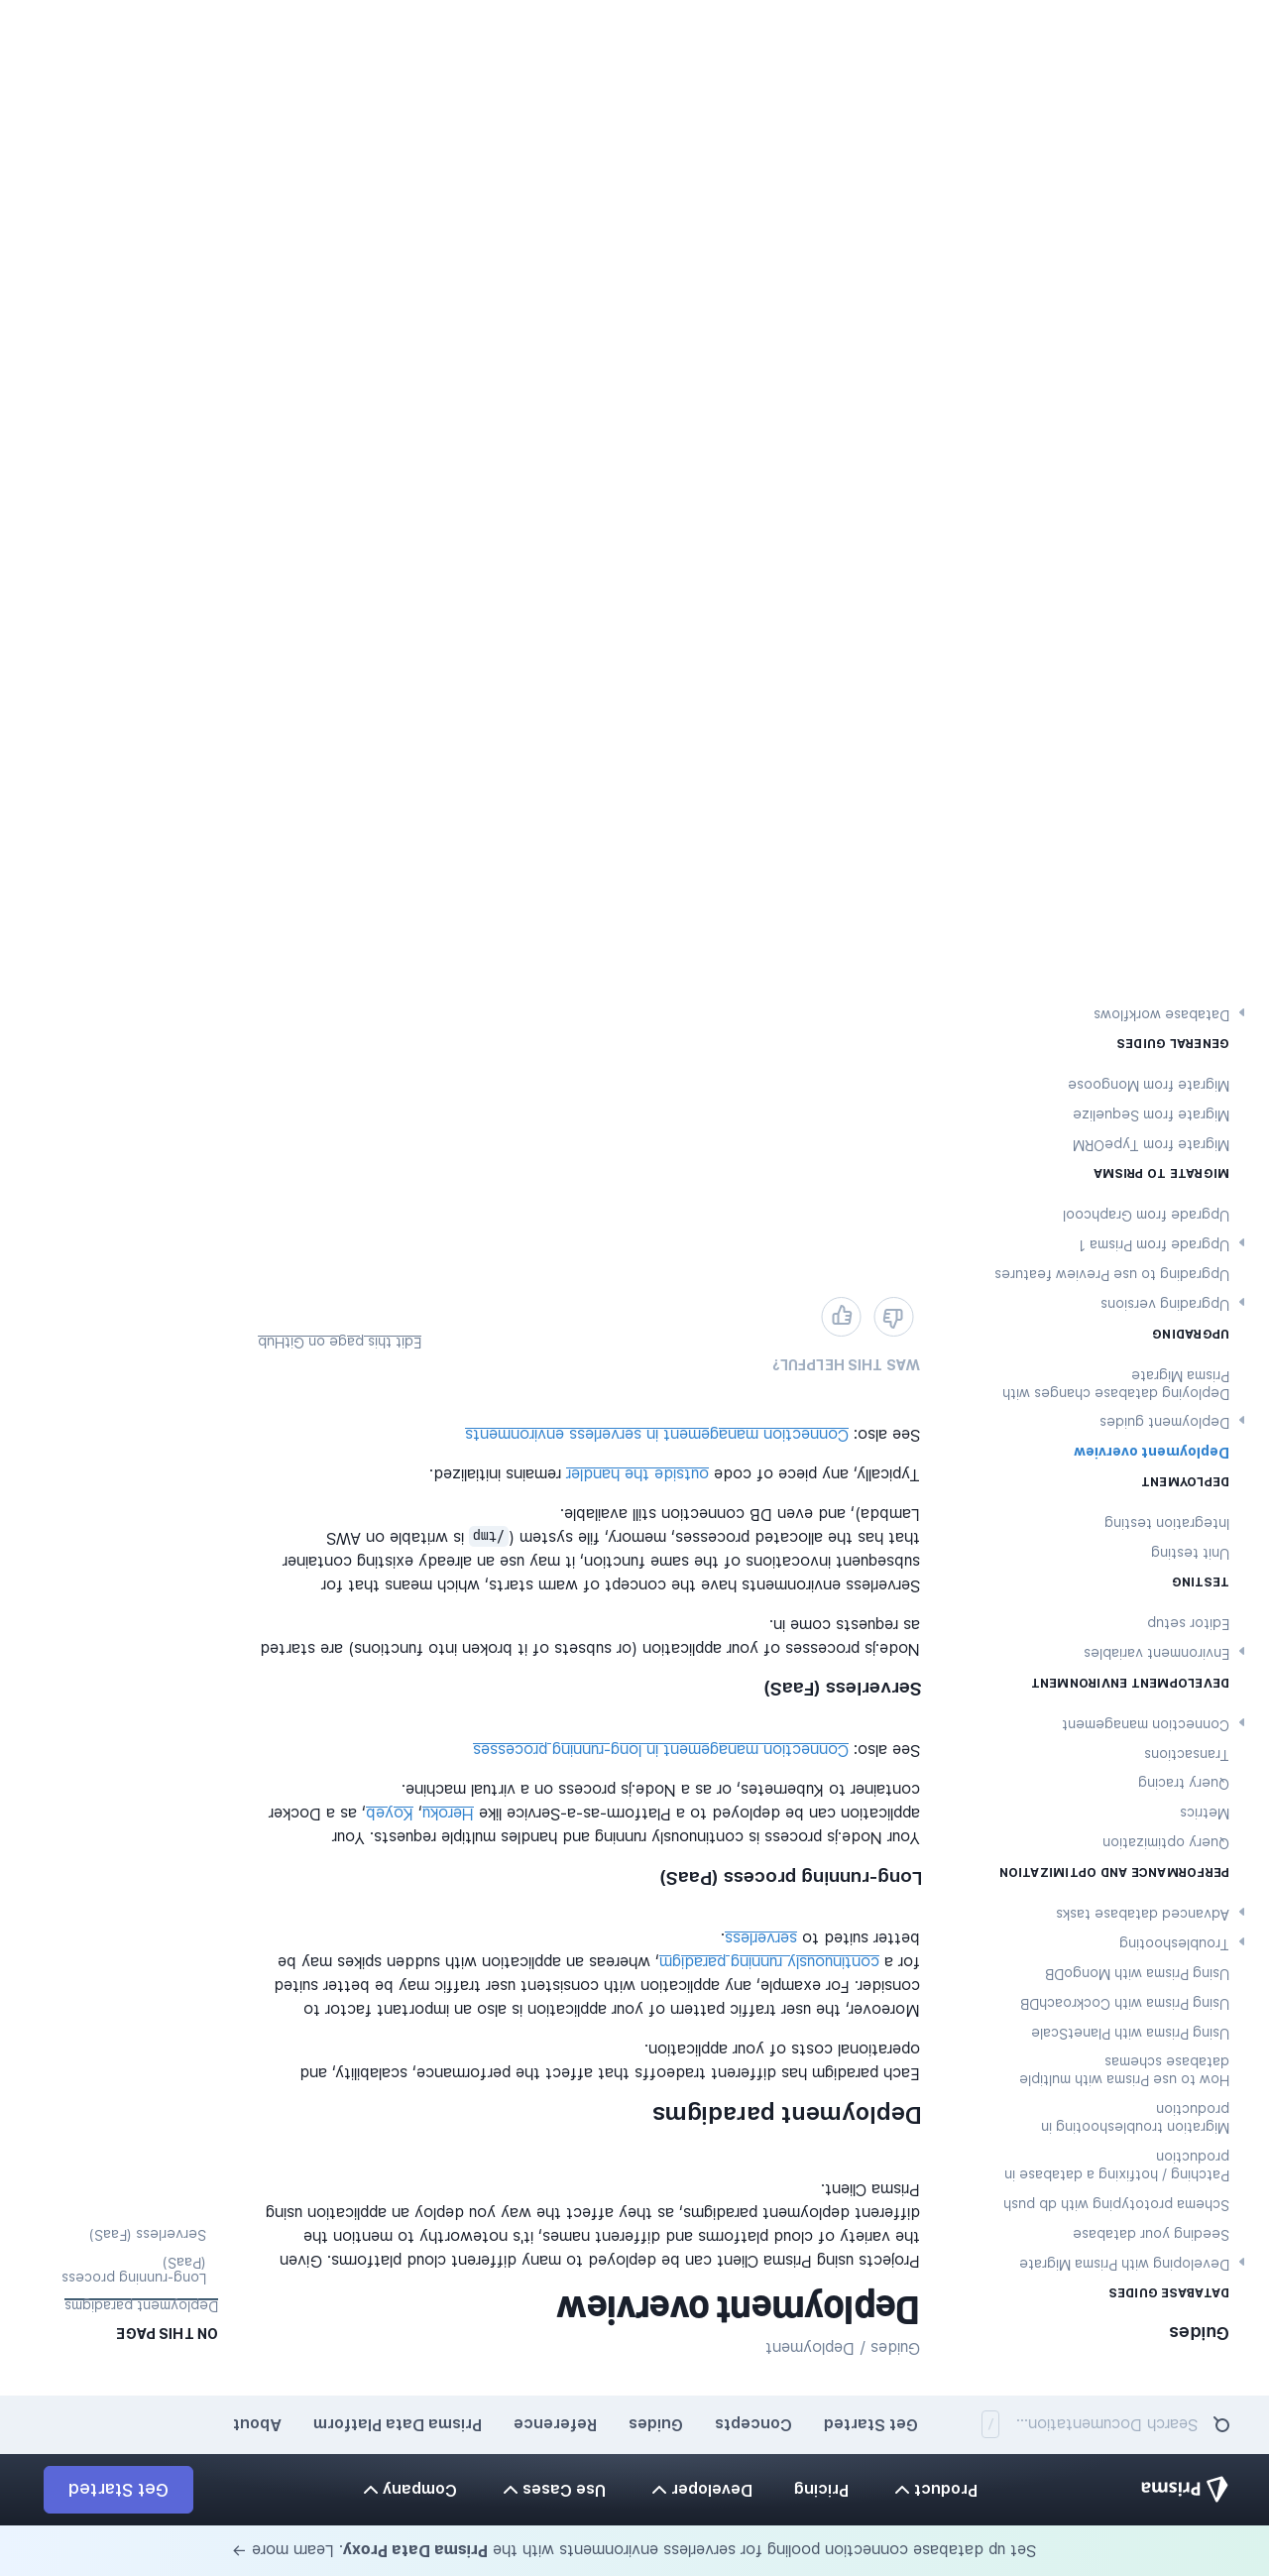 Set up database connection pooling for serverless environments with the Prisma Data Proxy. Learn more →
Prisma
Product
Pricing
Developer
Use Cases
Company
Get Started
Search Documentation...
/
Get Started
Concepts
Guides
Reference
Prisma Data Platform
About
Guides
DATABASE GUIDES
Developing with Prisma Migrate
Seeding your database
Schema prototyping with db push
Patching / hotfixing a database in
production
Migration troubleshooting in
production
How to use Prisma with multiple
database schemas
Using Prisma with PlanetScale
Using Prisma with CockroachDB
Using Prisma with MongoDB
Troubleshooting
Advanced database tasks
PERFORMANCE AND OPTIMIZATION
Query optimization
Metrics
Query tracing
Transactions
Connection management
DEVELOPMENT ENVIRONMENT
Environment variables
Editor setup
TESTING
Unit testing
Integration testing
DEPLOYMENT
Deployment overview
Deployment guides
Deploying database changes with
Prisma Migrate
UPGRADING
Upgrading versions
Upgrading to use Preview features
Upgrade from Prisma 1
Upgrade from Graphcool
MIGRATE TO PRISMA
Migrate from TypeORM
Migrate from Sequelize
Migrate from Mongoose
GENERAL GUIDES
Database workflows
Guides / Deployment
Deployment overview
Projects using Prisma Client can be deployed to many different cloud platforms. Given
the variety of cloud platforms and different names, it's noteworthy to mention the
different deployment paradigms, as they affect the way you deploy an application using
Prisma Client.
Deployment paradigms
Each paradigm has different tradeoffs that affect the performance, scalability, and
operational costs of your application.
Moreover, the user traffic pattern of your application is also an important factor to
consider. For example, any application with consistent user traffic may be better suited
for a continuously running paradigm, whereas an application with sudden spikes may be
better suited to serverless.
Long-running process (PaaS)
Your Node.js process is continuously running and handles multiple requests. Your
application can be deployed to a Platform-as-a-Service like Heroku, Koyeb, as a Docker
container to Kubernetes, or as a Node.js process on a virtual machine.
See also: Connection management in long-running processes
Serverless (FaaS)
Node.js processes of your application (or subsets of it broken into functions) are started
as requests come in.
Serverless environments have the concept of warm starts, which means that for
subsequent invocations of the same function, it may use an already existing container
that has the allocated processes, memory, file system (/tmp is writable on AWS
Lambda), and even DB connection still available.
Typically, any piece of code outside the handler remains initialized.
See also: Connection management in serverless environments
WAS THIS HELPFUL?
Edit this page on GitHub
ON THIS PAGE
Deployment paradigms
Long-running process
(PaaS)
Serverless (FaaS)